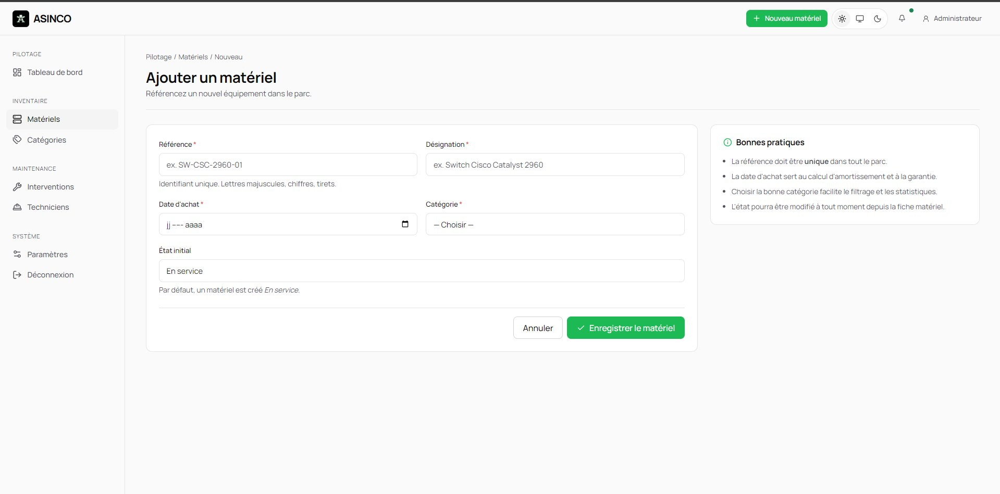 ASINCO
Nouveau matériel
Administrateur
PILOTAGE
Tableau de bord
INVENTAIRE
Matériels
Catégories
MAINTENANCE
Interventions
Techniciens
SYSTÈME
Paramètres
Déconnexion
Pilotage / Matériels / Nouveau
Ajouter un matériel
Référencez un nouvel équipement dans le parc.
Référence *
ex. SW-CSC-2960-01
Identifiant unique. Lettres majuscules, chiffres, tirets.
Désignation *
ex. Switch Cisco Catalyst 2960
Date d'achat *
jj --- aaaa
Catégorie *
— Choisir —
État initial
En service
Par défaut, un matériel est créé En service.
Annuler
Enregistrer le matériel
Bonnes pratiques
• La référence doit être unique dans tout le parc.
• La date d'achat sert au calcul d'amortissement et à la garantie.
• Choisir la bonne catégorie facilite le filtrage et les statistiques.
• L'état pourra être modifié à tout moment depuis la fiche matériel.